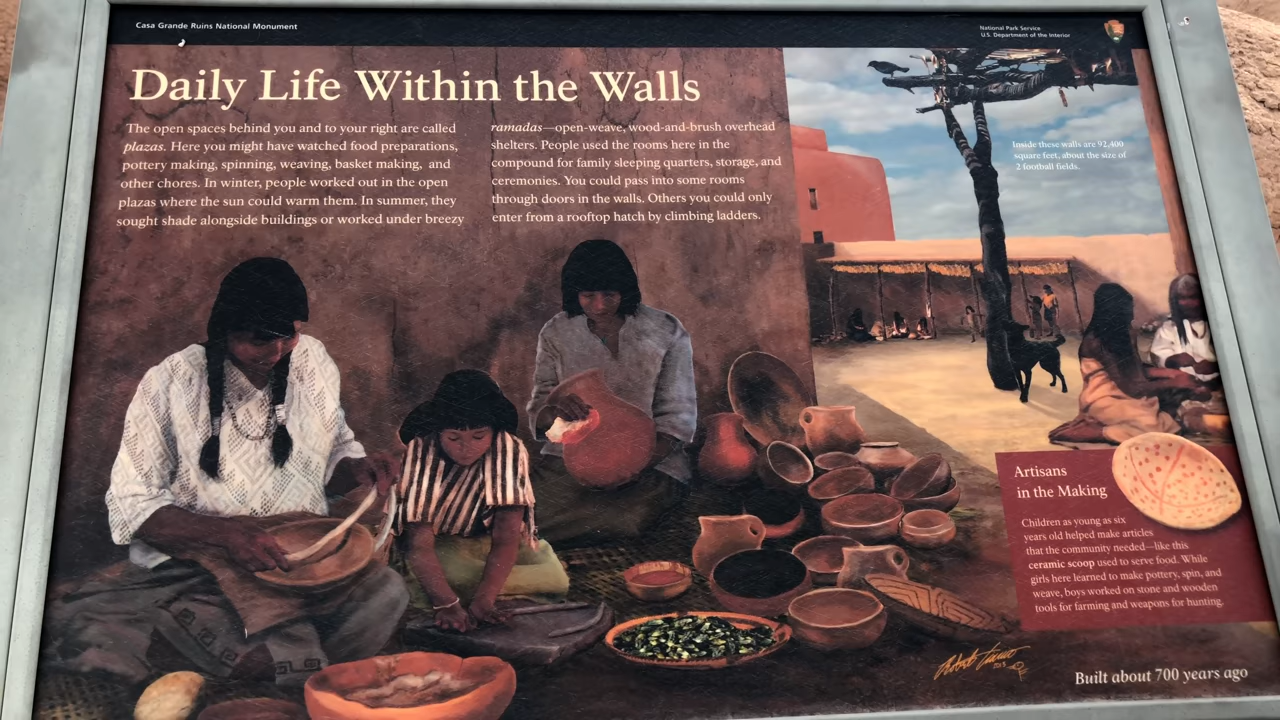 Casa Grande Ruins National Monument
National Park Service
U.S. Department of the Interior
Daily Life Within the Walls
The open spaces behind you and to your right are called
plazas. Here you might have watched food preparations,
pottery making, spinning, weaving, basket making, and
other chores. In winter, people worked out in the open
plazas where the sun could warm them. In summer, they
sought shade alongside buildings or worked under breezy
ramadas—open-weave, wood-and-brush overhead
shelters. People used the rooms here in the
compound for family sleeping quarters, storage, and
ceremonies. You could pass into some rooms
through doors in the walls. Others you could only
enter from a rooftop hatch by climbing ladders.
Inside these walls are 92,400
square feet, about the size of
2 football fields.
Artisans
in the Making
Children as young as six
years old helped make articles
that the community needed—like this
ceramic scoop used to serve food. While
girls here learned to make pottery, spin, and
weave, boys worked on stone and wooden
tools for farming and weapons for hunting.
Built about 700 years ago